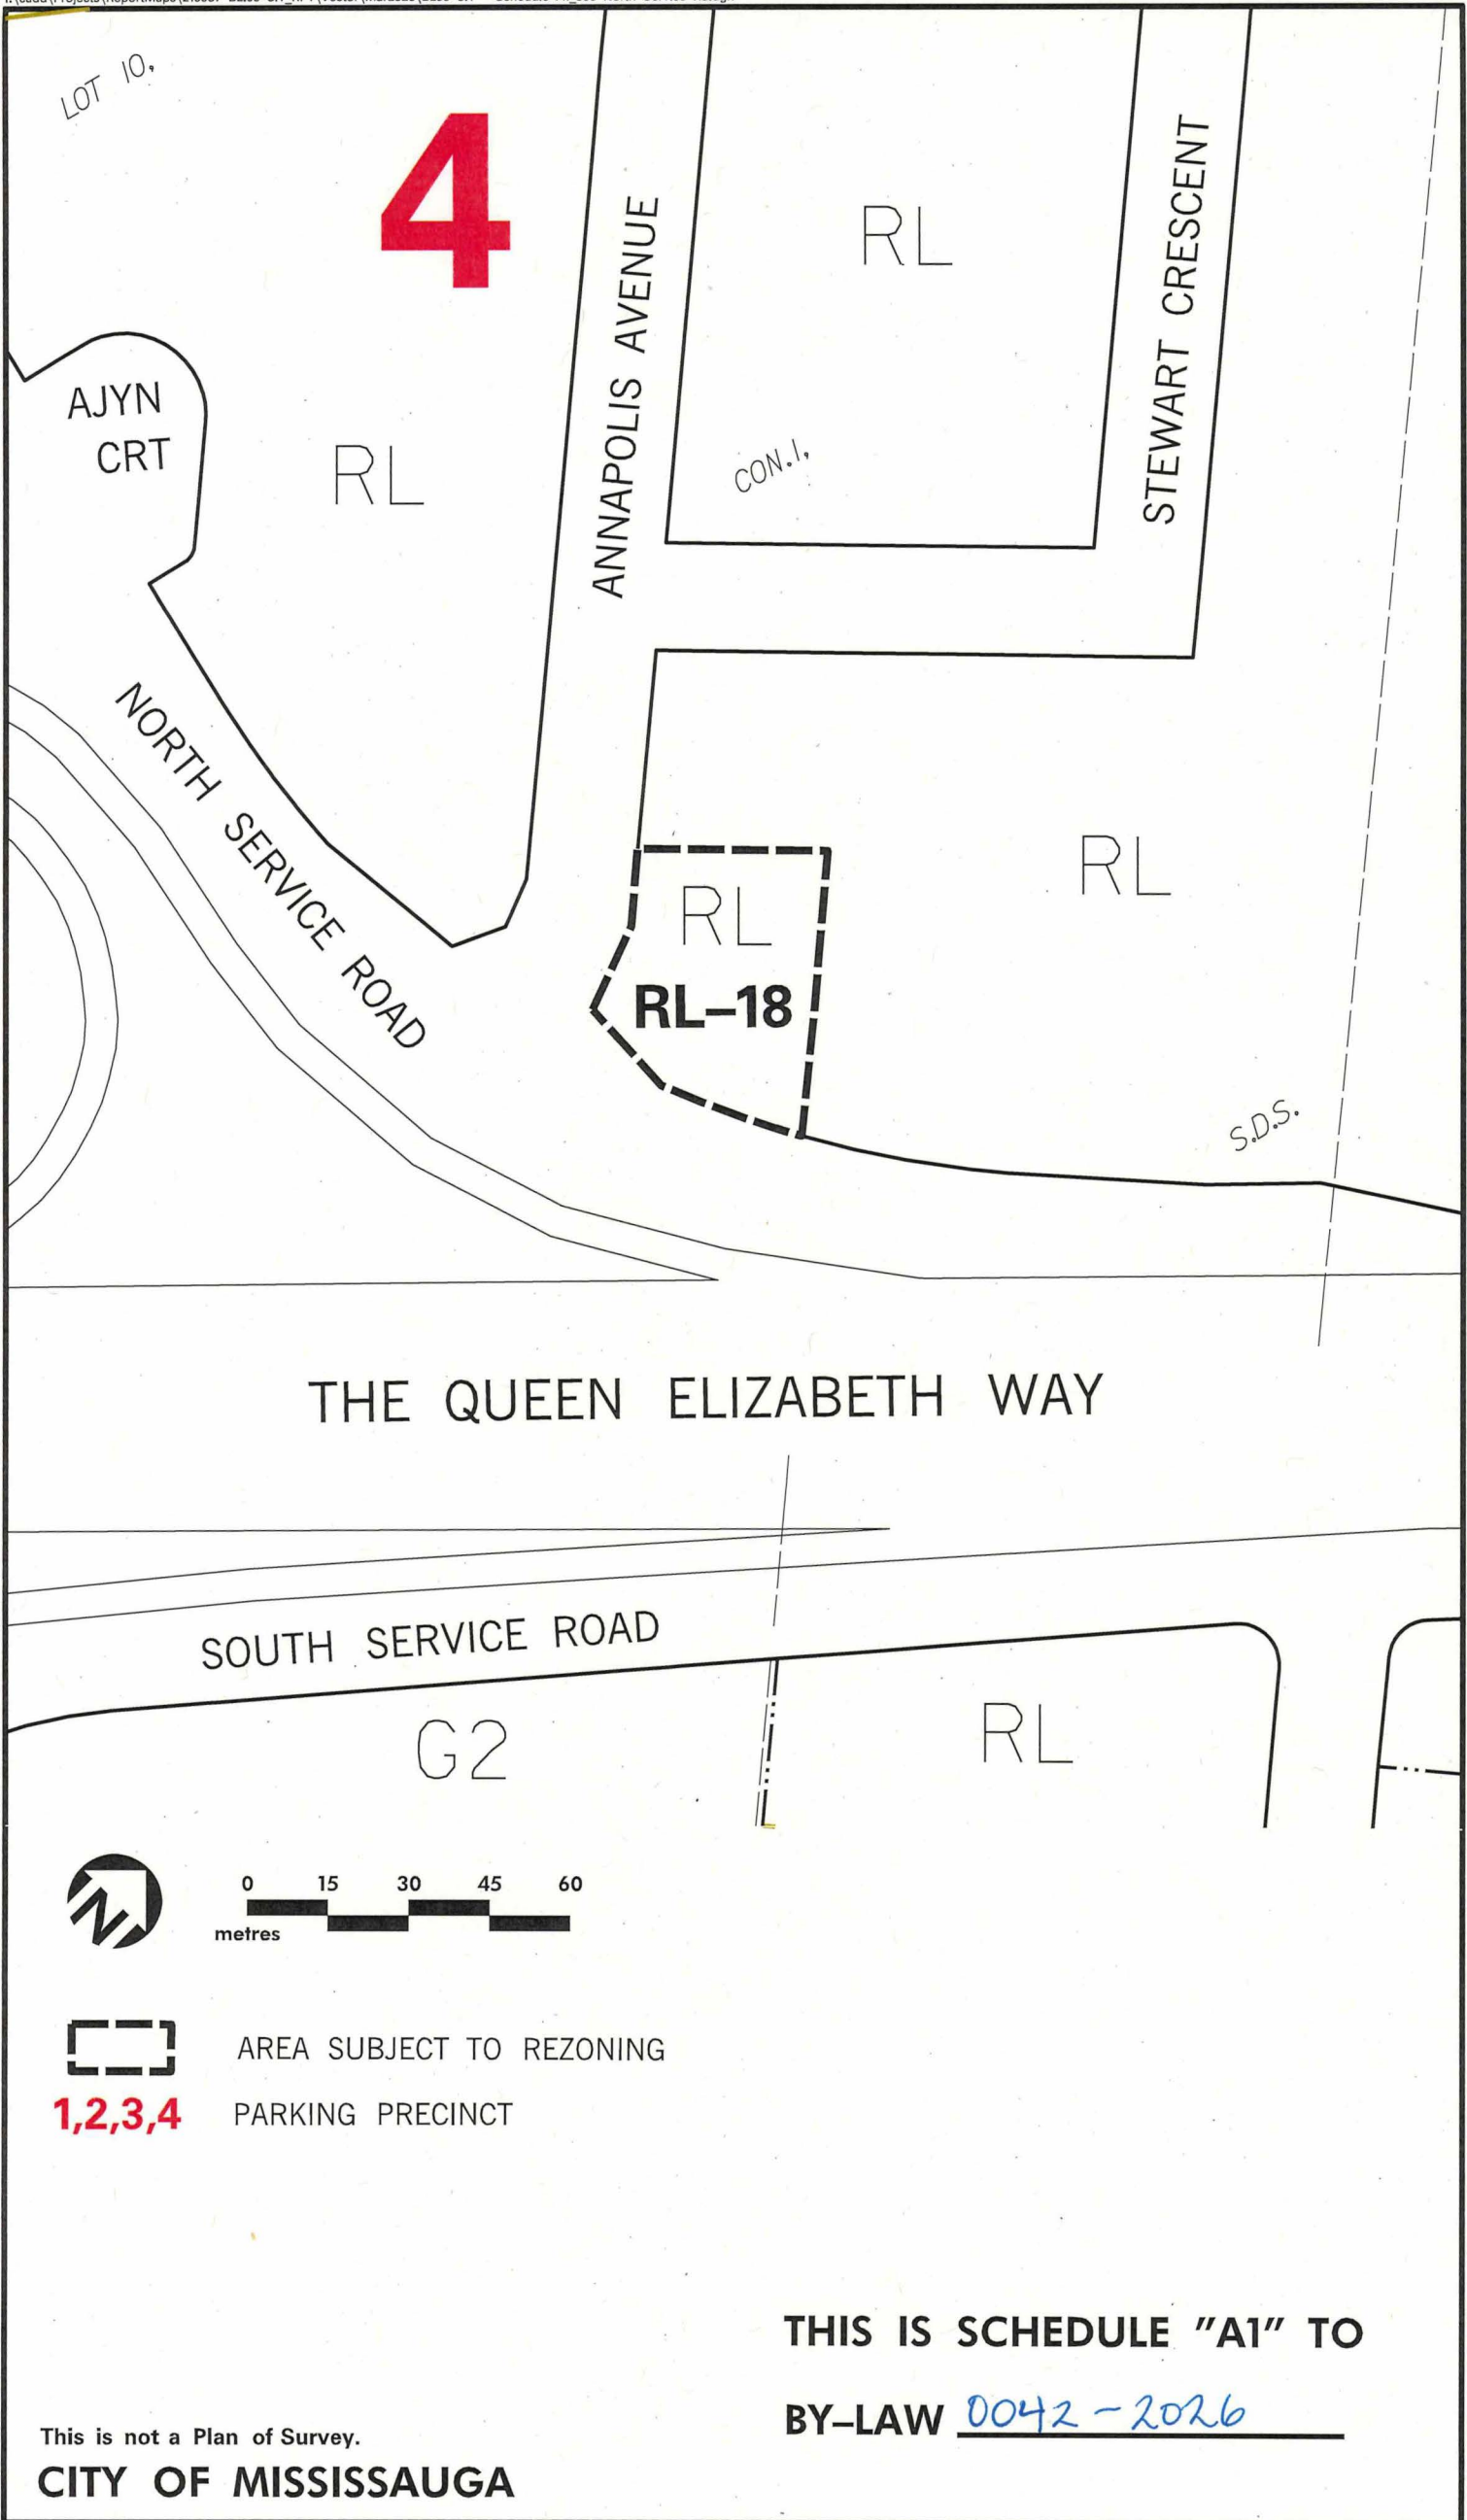 LOT 10,
4
RL
ANNAPOLIS AVENUE
STEWART CRESCENT
AJYN
CRT
RL
CON.1,
NORTH SERVICE ROAD
RL
RL
RL–18
S.D.S.
THE QUEEN ELIZABETH WAY
SOUTH SERVICE ROAD
G2
RL
N
0 15 30 45 60
metres
AREA SUBJECT TO REZONING
1,2,3,4 PARKING PRECINCT
THIS IS SCHEDULE "A1" TO
BY–LAW 0042-2026
This is not a Plan of Survey.
CITY OF MISSISSAUGA